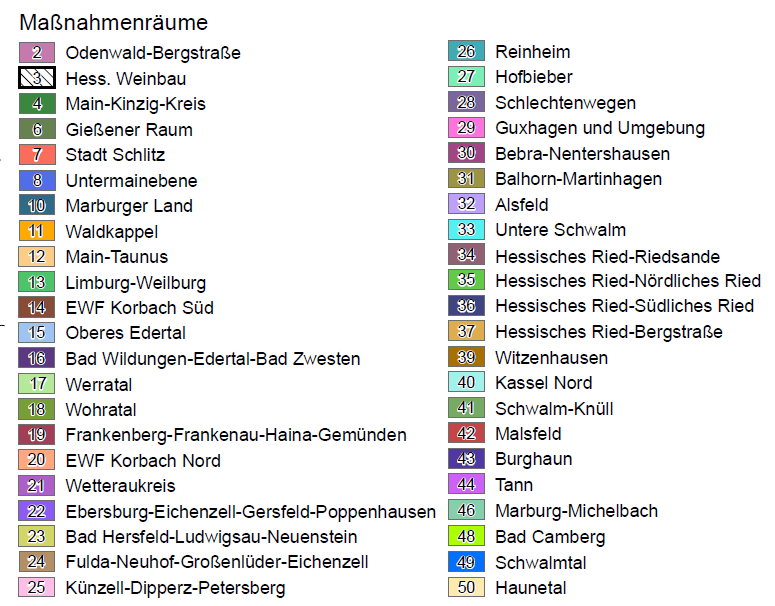 Maßnahmenräume
2 Odenwald-Bergstraße
3 Hess. Weinbau
4 Main-Kinzig-Kreis
6 Gießener Raum
7 Stadt Schlitz
8 Untermainebene
10 Marburger Land
11 Waldkappel
12 Main-Taunus
13 Limburg-Weilburg
14 EWF Korbach Süd
15 Oberes Edertal
16 Bad Wildungen-Edertal-Bad Zwesten
17 Werratal
18 Wohratal
19 Frankenberg-Frankenau-Haina-Gemünden
20 EWF Korbach Nord
21 Wetteraukreis
22 Ebersburg-Eichenzell-Gersfeld-Poppenhausen
23 Bad Hersfeld-Ludwigsau-Neuenstein
24 Fulda-Neuhof-Großenlüder-Eichenzell
25 Künzell-Dipperz-Petersberg
26 Reinheim
27 Hofbieber
28 Schlechtenwegen
29 Guxhagen und Umgebung
30 Bebra-Nentershausen
31 Balhorn-Martinhagen
32 Alsfeld
33 Untere Schwalm
34 Hessisches Ried-Riedsande
35 Hessisches Ried-Nördliches Ried
36 Hessisches Ried-Südliches Ried
37 Hessisches Ried-Bergstraße
39 Witzenhausen
40 Kassel Nord
41 Schwalm-Knüll
42 Malsfeld
43 Burghaun
44 Tann
46 Marburg-Michelbach
48 Bad Camberg
49 Schwalmtal
50 Haunetal